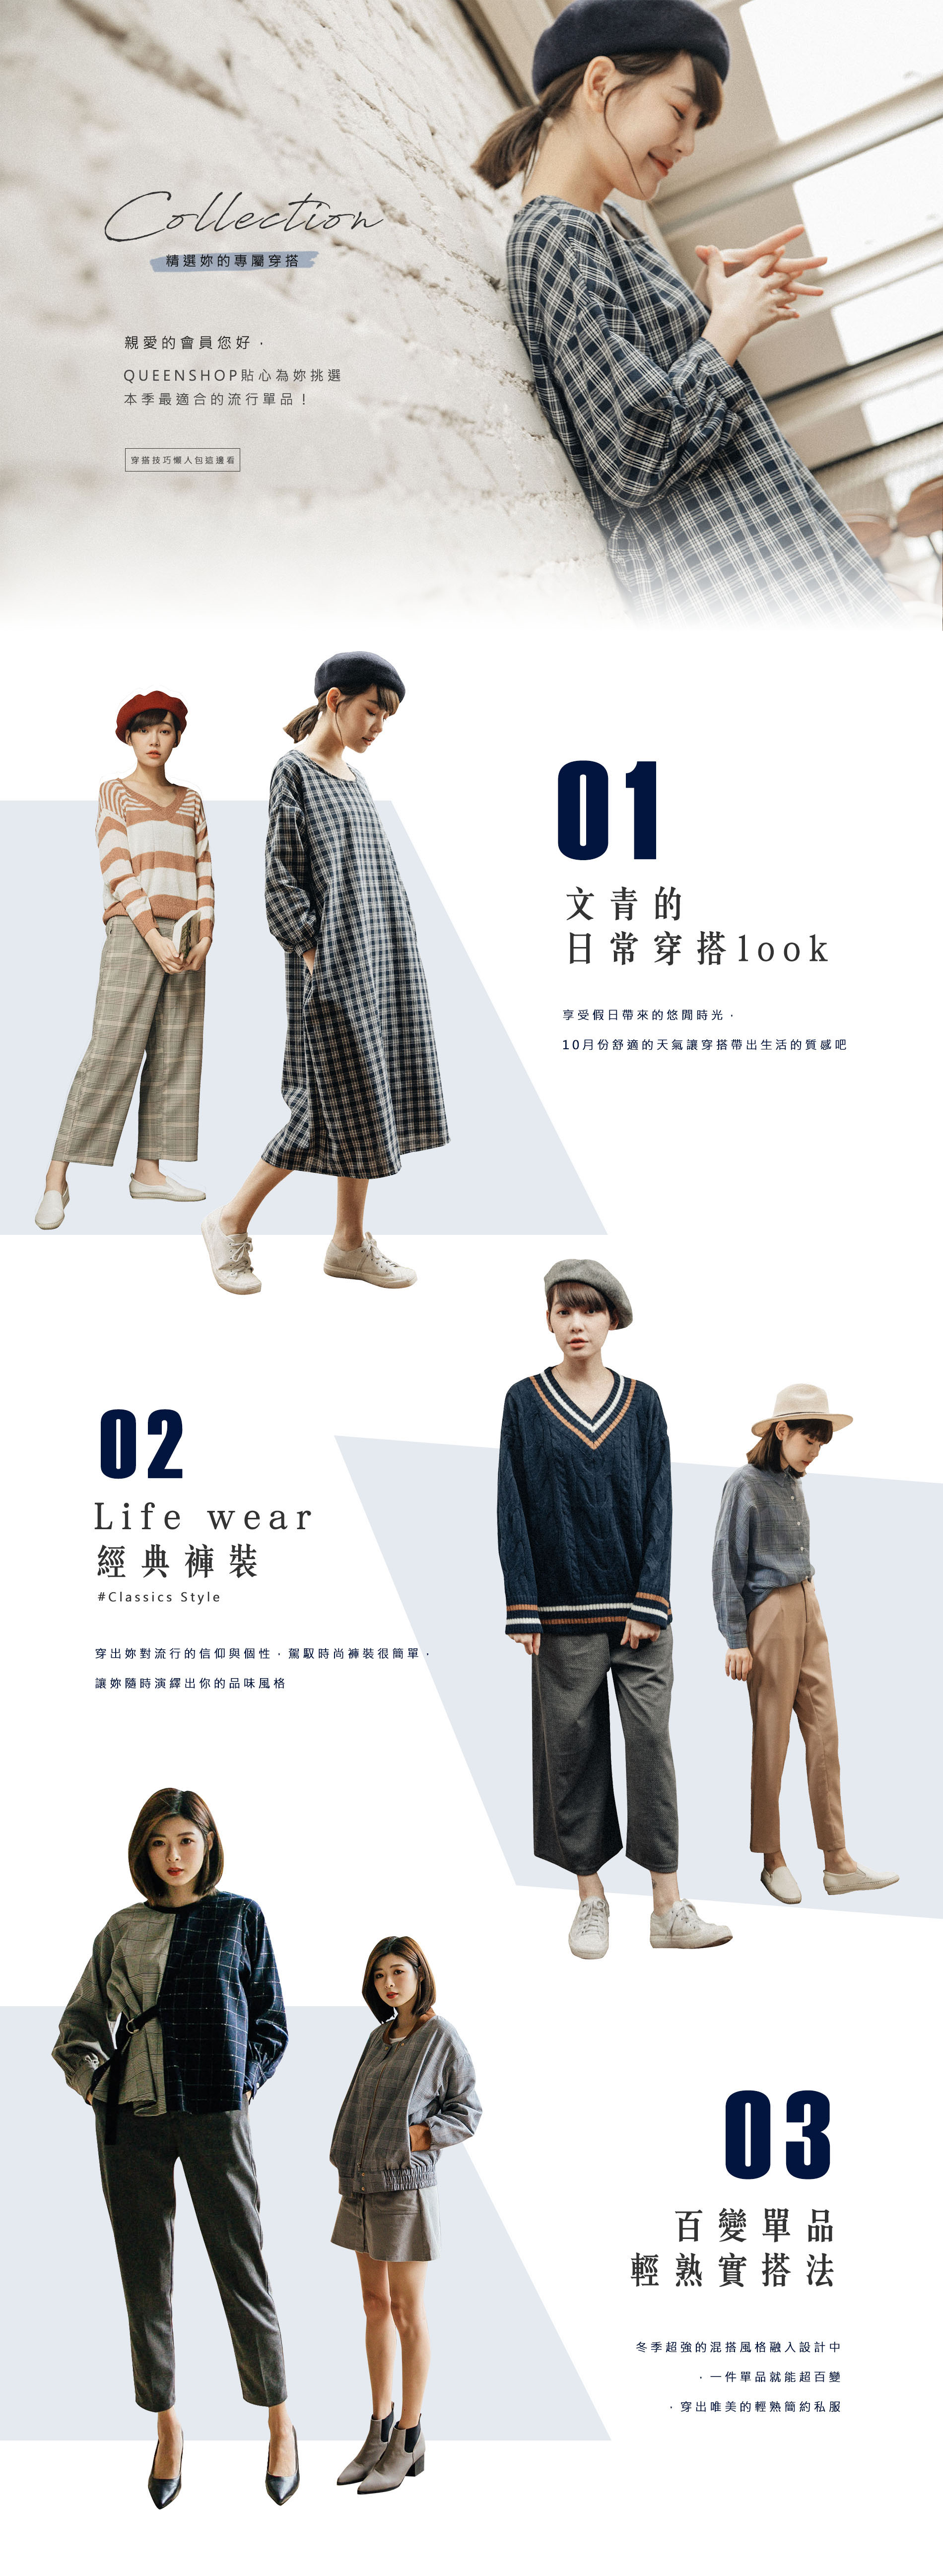 Collection
精選妳的專屬穿搭
親愛的會員您好，
QUEENSHOP貼心為妳挑選
本季最適合的流行單品！
穿搭技巧懶人包這邊看
01
文青的
日常穿搭look
享受假日帶來的悠閒時光，
10月份舒適的天氣讓穿搭帶出生活的質感吧
02
Life wear
經典褲裝
#Classics Style
穿出妳對流行的信仰與個性，駕馭時尚褲裝很簡單，
讓妳隨時演繹出你的品味風格
03
百變單品
輕熟實搭法
冬季超強的混搭風格融入設計中
，一件單品就能超百變
，穿出唯美的輕熟簡約私服